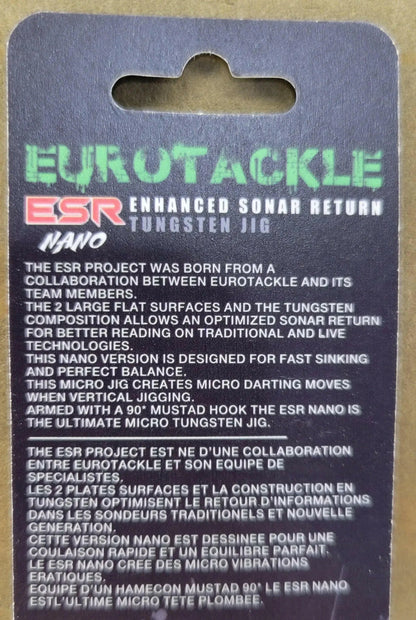 EUROTACKLE
ESR ENHANCED SONAR RETURN
TUNGSTEN JIG
NANO
THE ESR PROJECT WAS BORN FROM A
COLLABORATION BETWEEN EUROTACKLE AND ITS
TEAM MEMBERS.
THE 2 LARGE FLAT SURFACES AND THE TUNGSTEN
COMPOSITION ALLOWS AN OPTIMIZED SONAR RETURN
FOR BETTER READING ON TRADITIONAL AND LIVE
TECHNOLOGIES.
THIS NANO VERSION IS DESIGNED FOR FAST SINKING
AND PERFECT BALANCE.
THIS MICRO JIG CREATES MICRO DARTING MOVES
WHEN VERTICAL JIGGING.
ARMED WITH A 90° MUSTAD HOOK THE ESR NANO IS
THE ULTIMATE MICRO TUNGSTEN JIG.
THE ESR PROJECT EST NE D'UNE COLLABORATION
ENTRE EUROTACKLE ET SON EQUIPE DE
SPECIALISTES.
LES 2 PLATES SURFACES ET LA CONSTRUCTION EN
TUNGSTEN OPTIMISENT LE RETOUR D'INFORMATIONS
DANS LES SONDEURS TRADITIONELS ET NOUVELLE
GENERATION.
CETTE VERSION NANO EST DESSINEE POUR UNE
COULAISON RAPIDE ET UN EQUILIBRE PARFAIT.
LE ESR NANO CREE DES MICRO VIBRATIONS
ERATIQUES.
EQUIPE D'UN HAMECON MUSTAD 90° LE ESR NANO
ESTL'ULTIME MICRO TETE PLOMBEE.